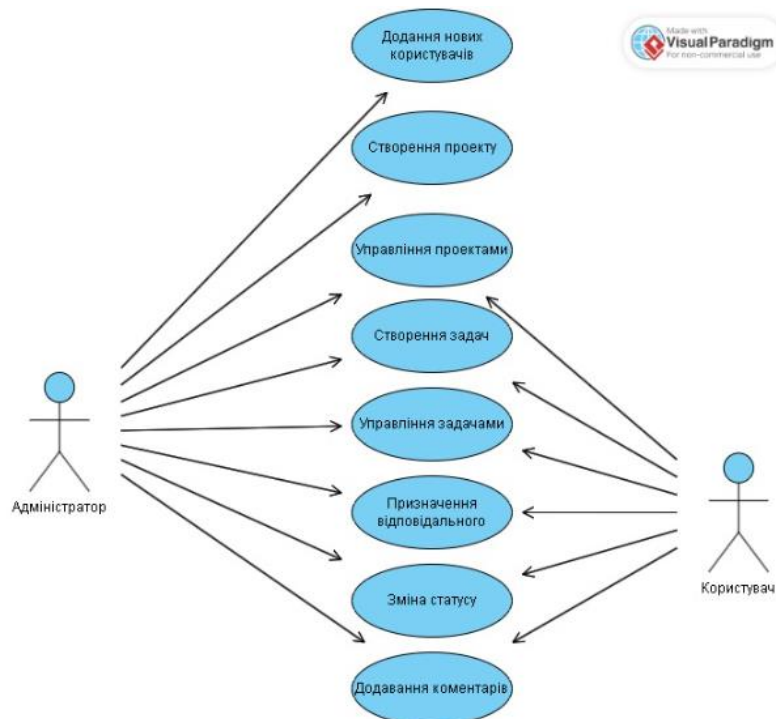 Додання нових
користувачів
Made with
Visual Paradigm
For non-commercial use
Створення проекту
Управління проектами
Створення задач
Управління задачами
Призначення
відповідального
Адміністратор
Зміна статусу
Користувач
Додавання коментарів